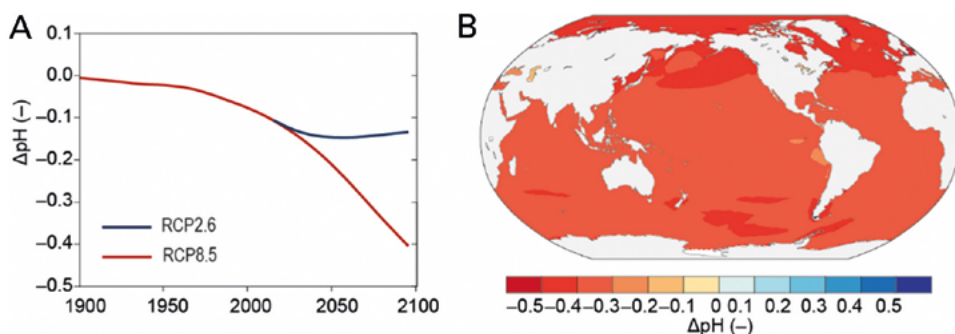 A
0.1
0.0
–0.1
–0.2
–0.3
–0.4
–0.5
ΔpH (–)
RCP2.6
RCP8.5
1900 1950 2000 2050 2100
B
–0.5 –0.4 –0.3 –0.2 –0.1 0 0.1 0.2 0.3 0.4 0.5
ΔpH (–)